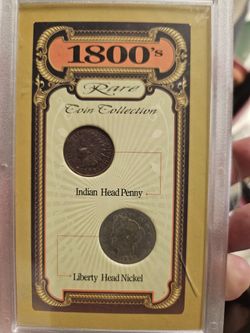 1800's
Rare
Coin Collection
Indian Head Penny
Liberty Head Nickel